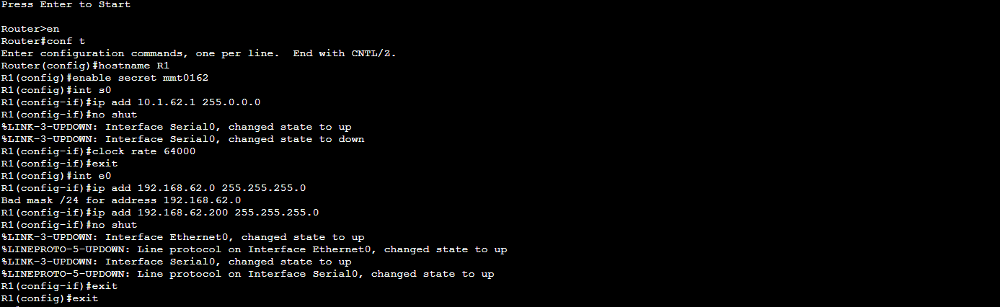 Press Enter to Start
Router>en
Router#conf t
Enter configuration commands, one per line.  End with CNTL/Z.
Router(config)#hostname R1
R1(config)#enable secret mmt0162
R1(config)#int s0
R1(config-if)#ip add 10.1.62.1 255.0.0.0
R1(config-if)#no shut
%LINK-3-UPDOWN: Interface Serial0, changed state to up
%LINK-3-UPDOWN: Interface Serial0, changed state to down
R1(config-if)#clock rate 64000
R1(config-if)#exit
R1(config)#int e0
R1(config-if)#ip add 192.168.62.0 255.255.255.0
Bad mask /24 for address 192.168.62.0
R1(config-if)#ip add 192.168.62.200 255.255.255.0
R1(config-if)#no shut
%LINK-3-UPDOWN: Interface Ethernet0, changed state to up
%LINEPROTO-5-UPDOWN: Line protocol on Interface Ethernet0, changed state to up
%LINK-3-UPDOWN: Interface Serial0, changed state to up
%LINEPROTO-5-UPDOWN: Line protocol on Interface Serial0, changed state to up
R1(config-if)#exit
R1(config)#exit